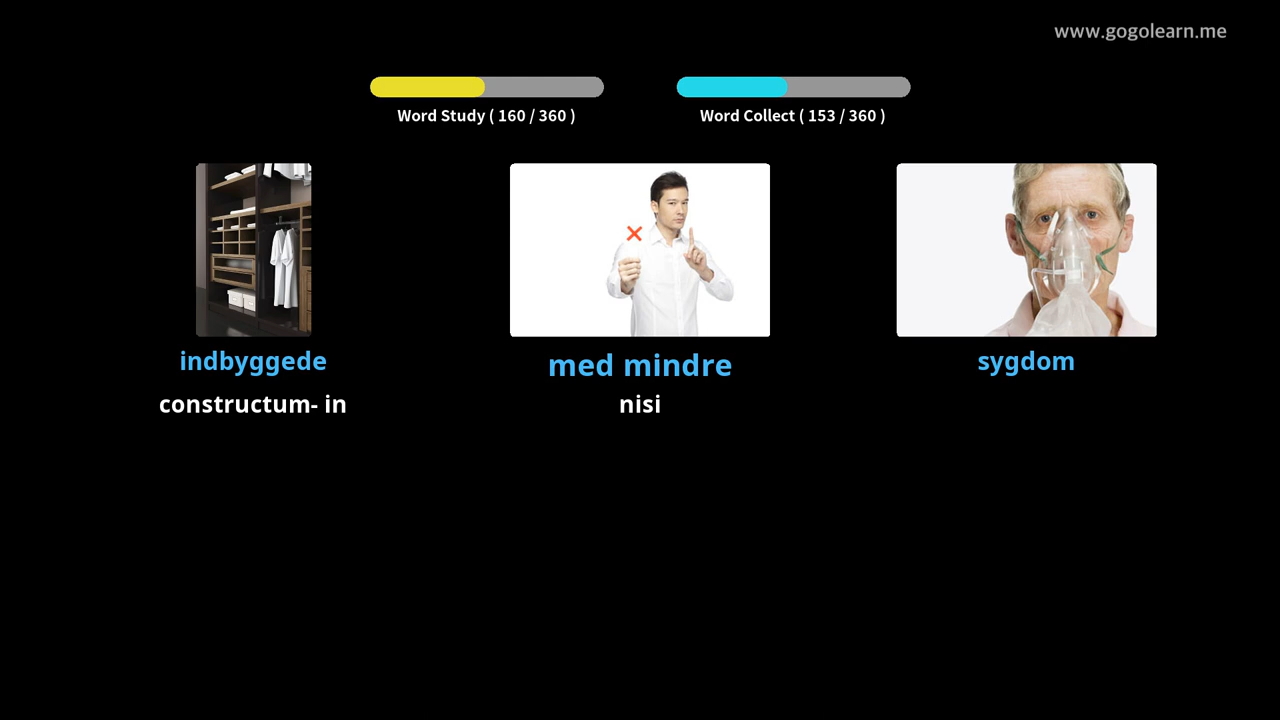 www.gogolearn.me
Word Study ( 160 / 360 )
Word Collect ( 153 / 360 )
indbyggede
med mindre
sygdom
constructum- in
nisi